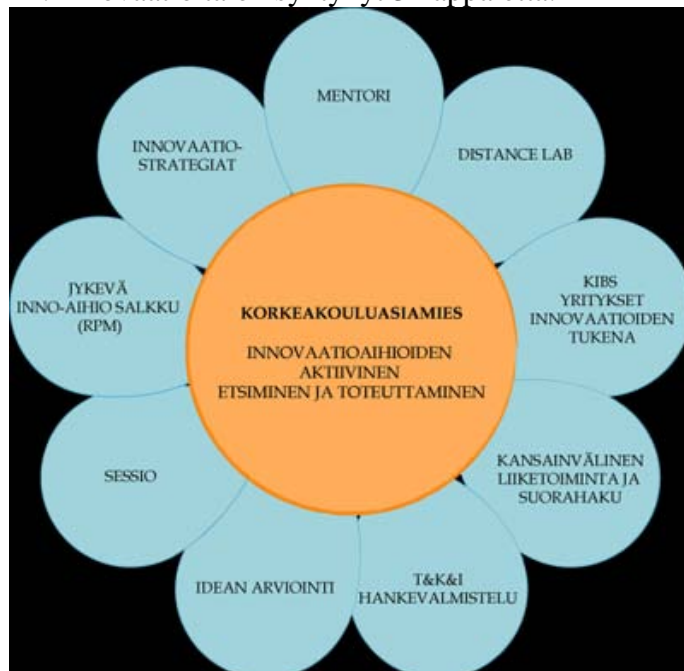 MENTORI
DISTANCE LAB
KIBS
YRITYKSET
INNOVAATIOIDEN
TUKENA
KANSAINVÄLINEN
LIIKETOIMINTA JA
SUORAHAKU
T&K&I
HANKEVALMISTELU
IDEAN ARVIOINTI
SESSIO
JYKEVÄ
INNO-AIHIO SALKKU
(RPM)
INNOVAATIO-
STRATEGIAT
KORKEAKOULUASIAMIES
INNOVAATIOAIHIOIDEN
AKTIIVINEN
ETSIMINEN JA TOTEUTTAMINEN